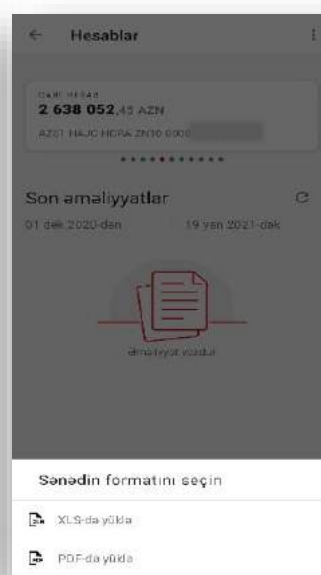 Hesablar
CARİ HESAB
2 638 052,45 AZN
Son əməliyyatlar
01 dek 2020-dən 19 yan 2021-dək
Əməliyyat yoxdur
Sənədin formatını seçin
XLS-də yüklə
PDF-də yüklə